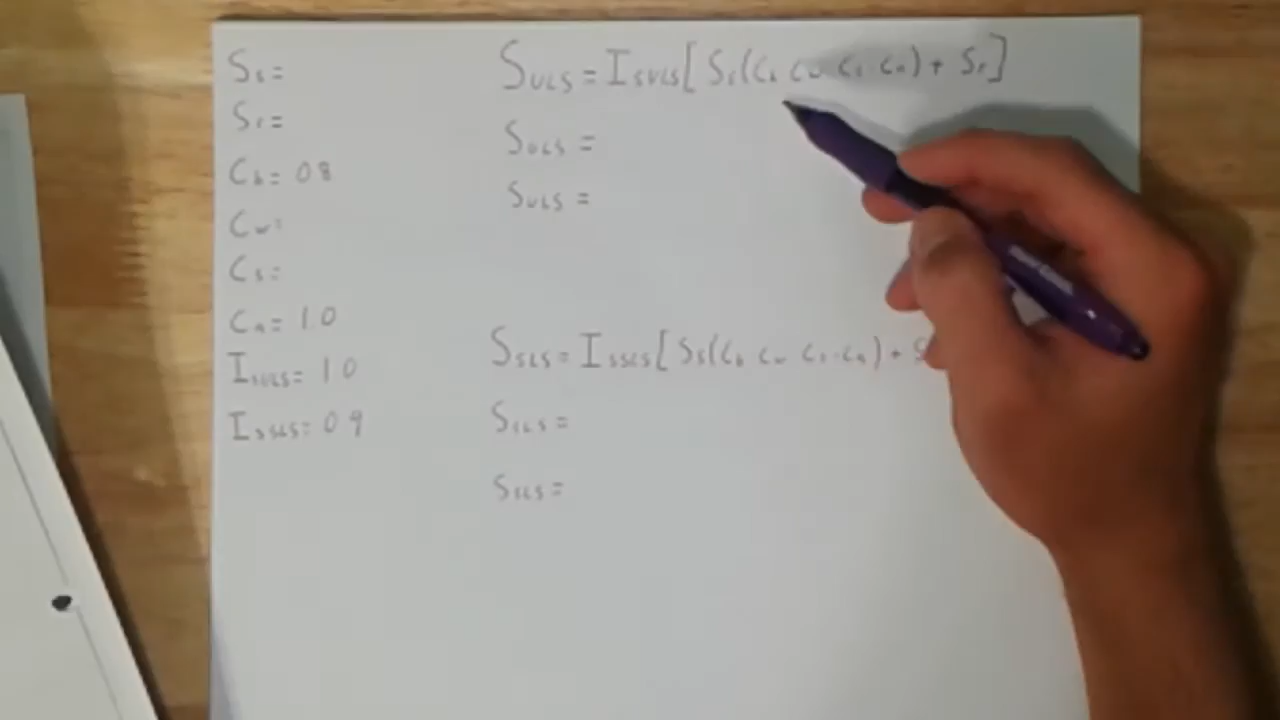 Ss =
Sr =
Cb = 0.8
Cw =
Cs =
Ca = 1.0
ISULS = 1.0
ISSLS = 0.9
SULS = ISULS[ Ss(Cb Cw Cs Ca) + Sr]
SULS =
SULS =
SSLS = ISSLS[ Ss(Cb Cw Cs Ca) + S
SSLS =
SSLS =